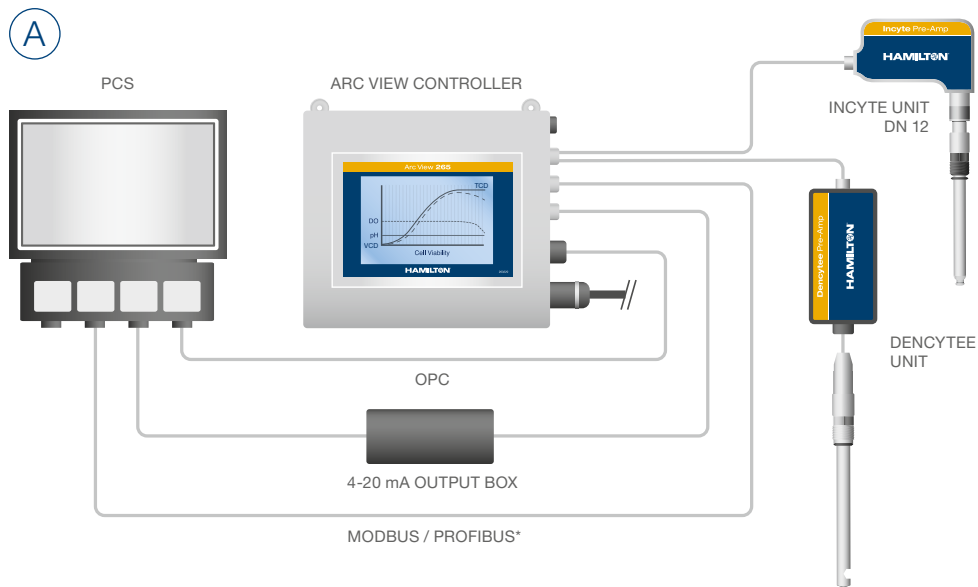 A
PCS
ARC VIEW CONTROLLER
Incyte Pre-Amp
HAMILTON
INCYTE UNIT
DN 12
Arc View 265
TCD
DO
pH
VCD
Cell Viability
HAMILTON
Dencytee Pre-Amp
HAMILTON
DENCYTEE
UNIT
OPC
4-20 mA OUTPUT BOX
MODBUS / PROFIBUS*